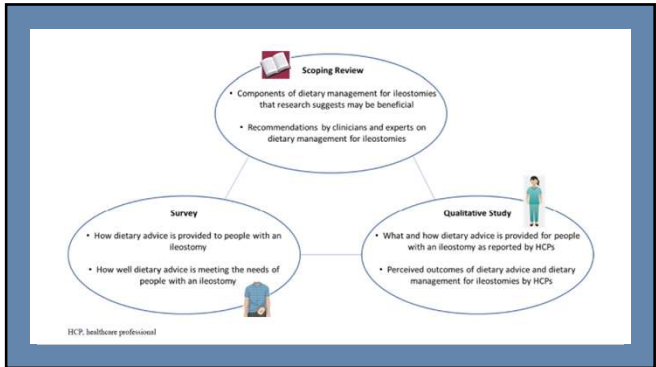 Scoping Review
• Components of dietary management for ileostomies
that research suggests may be beneficial
• Recommendations by clinicians and experts on
dietary management for ileostomies
Survey
• How dietary advice is provided to people with an
ileostomy
• How well dietary advice is meeting the needs of
people with an ileostomy
Qualitative Study
• What and how dietary advice is provided for people
with an ileostomy as reported by HCPs
• Perceived outcomes of dietary advice and dietary
management for ileostomies by HCPs
HCP, healthcare professional